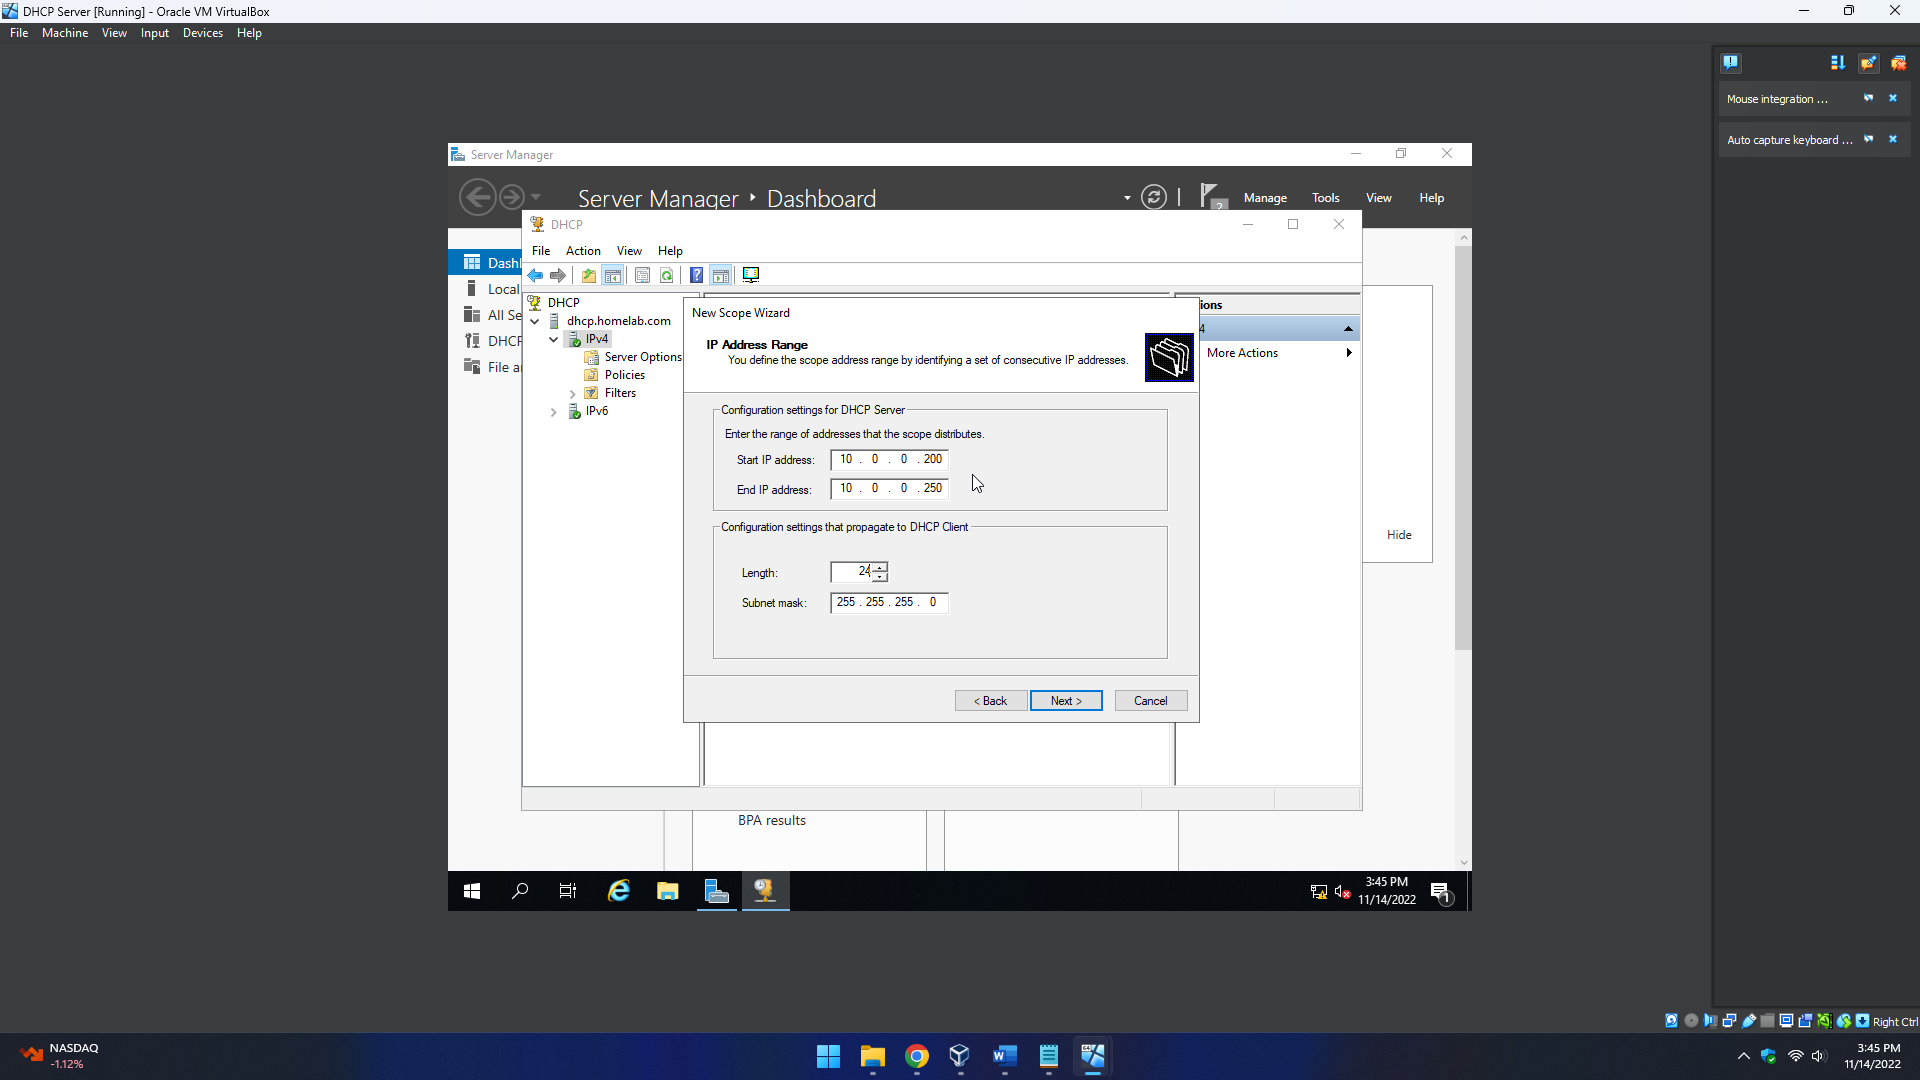 DHCP Server [Running] - Oracle VM VirtualBox
File Machine View Input Devices Help
Mouse integration ...
Auto capture keyboard ...
Server Manager
Server Manager Dashboard
Manage Tools View Help
DHCP
File Action View Help
Dash
Local
All Se
DHCP
File a
DHCP
dhcp.homelab.com
IPv4
Server Options
Policies
Filters
IPv6
New Scope Wizard
IP Address Range
You define the scope address range by identifying a set of consecutive IP addresses.
Configuration settings for DHCP Server
Enter the range of addresses that the scope distributes.
Start IP address: 10 . 0 . 0 . 200
End IP address: 10 . 0 . 0 . 250
Configuration settings that propagate to DHCP Client
Length: 24
Subnet mask: 255 . 255 . 255 . 0
< Back Next > Cancel
ions
4
More Actions
Hide
BPA results
3:45 PM
11/14/2022
1
Right Ctrl
NASDAQ
-1.12%
3:45 PM
11/14/2022